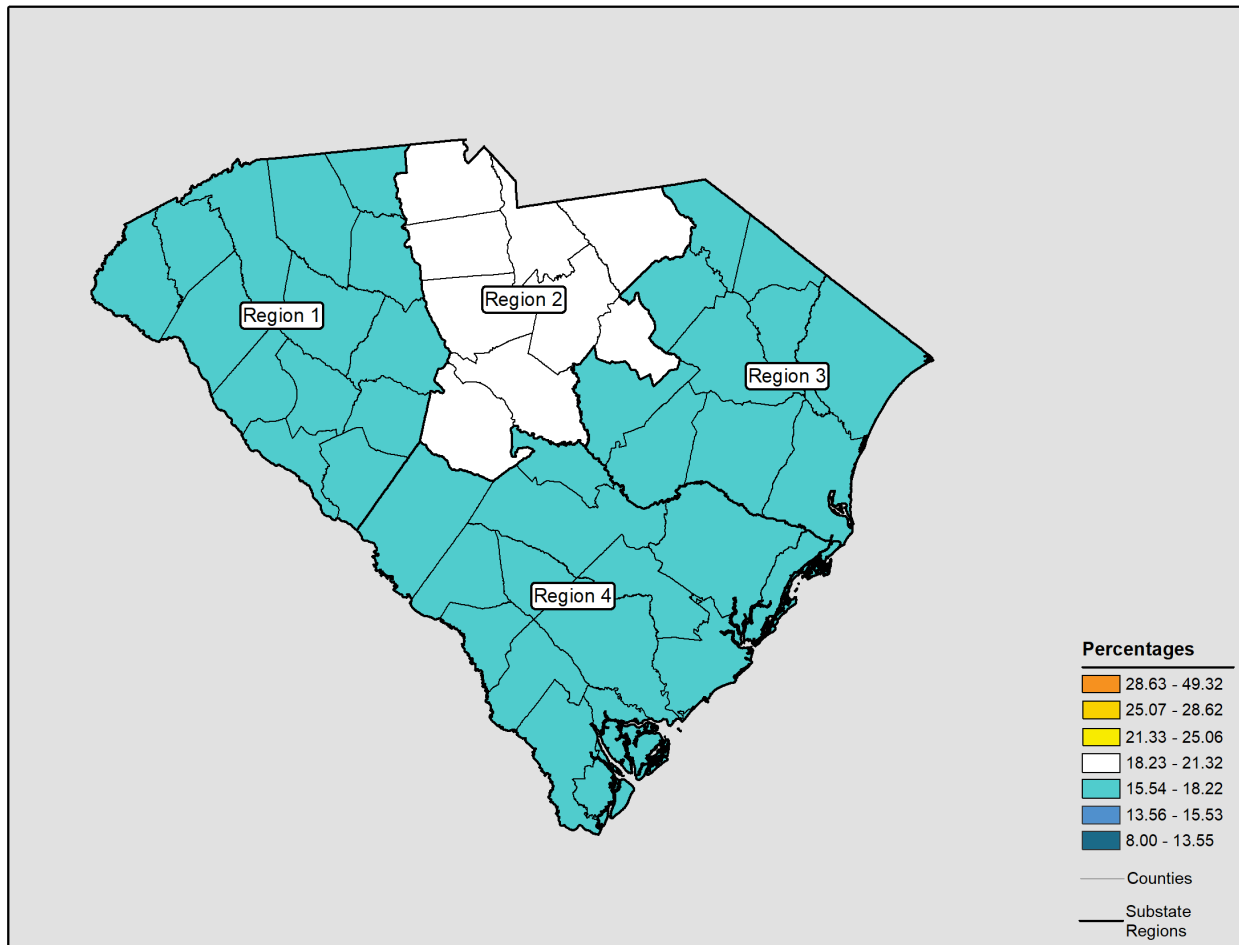 Region 2
Region 1
Region 3
Region 4
Percentages
28.63 - 49.32
25.07 - 28.62
21.33 - 25.06
18.23 - 21.32
15.54 - 18.22
13.56 - 15.53
8.00 - 13.55
Counties
Substate
Regions